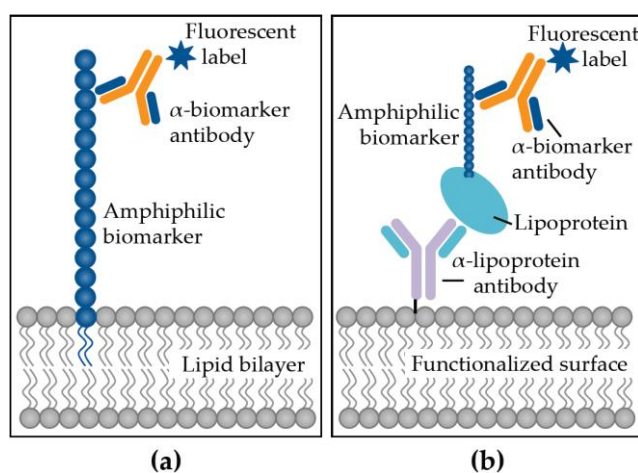 Fluorescent
label
α-biomarker
antibody
Amphiphilic
biomarker
Lipid bilayer
(a)
Fluorescent
label
Amphiphilic
biomarker
α-biomarker
antibody
Lipoprotein
α-lipoprotein
antibody
Functionalized surface
(b)